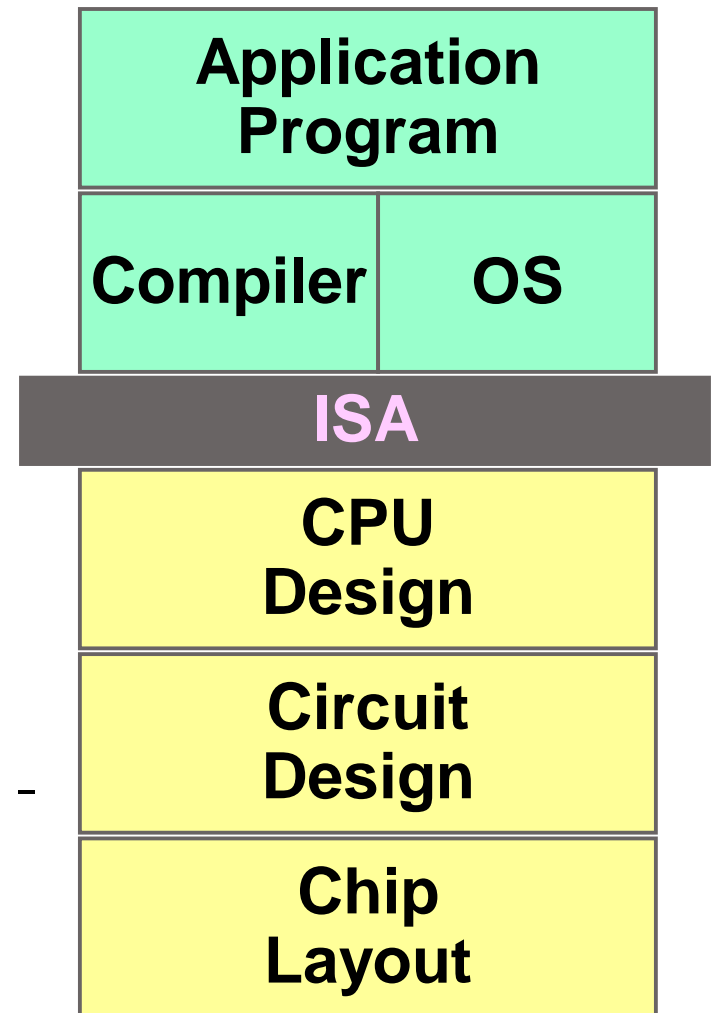 Application
Program
Compiler
OS
ISA
CPU
Design
Circuit
Design
Chip
Layout